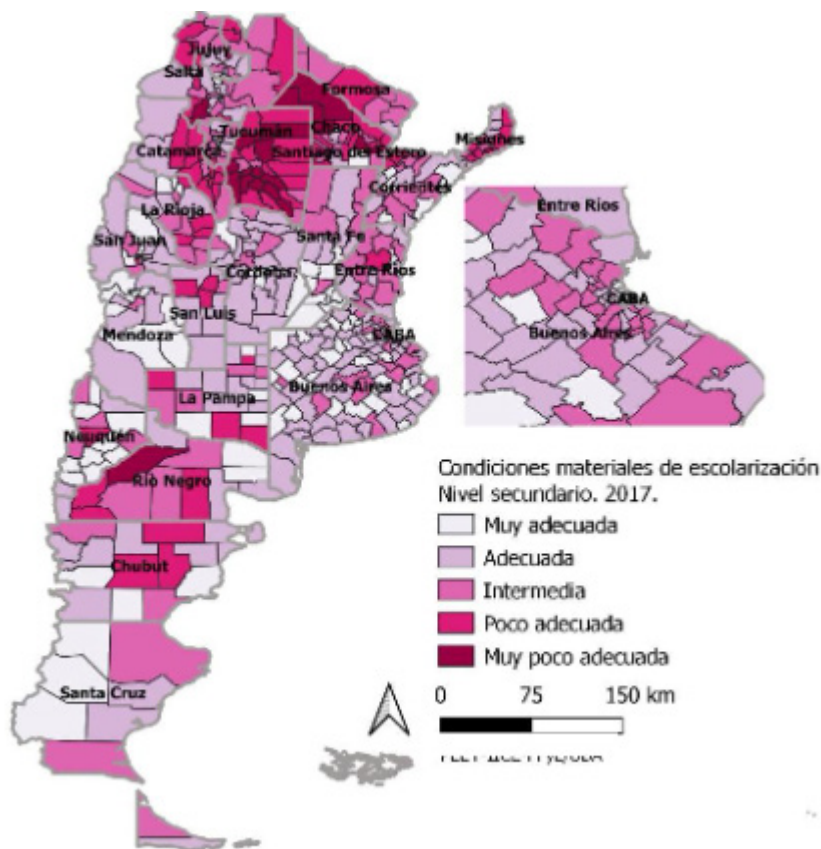 Jujuy
Salta
Formosa
Tucumán
Chaco
Santiago del Estero
Misiones
Catamarca
Corrientes
La Rioja
Santa Fe
San Juan
Córdoba
Entre Ríos
San Luis
Mendoza
CABA
Buenos Aires
La Pampa
Neuquén
Río Negro
Chubut
Santa Cruz
Entre Ríos
CABA
Buenos Aires
Condiciones materiales de escolarización
Nivel secundario. 2017.
Muy adecuada
Adecuada
Intermedia
Poco adecuada
Muy poco adecuada
0 75 150 km